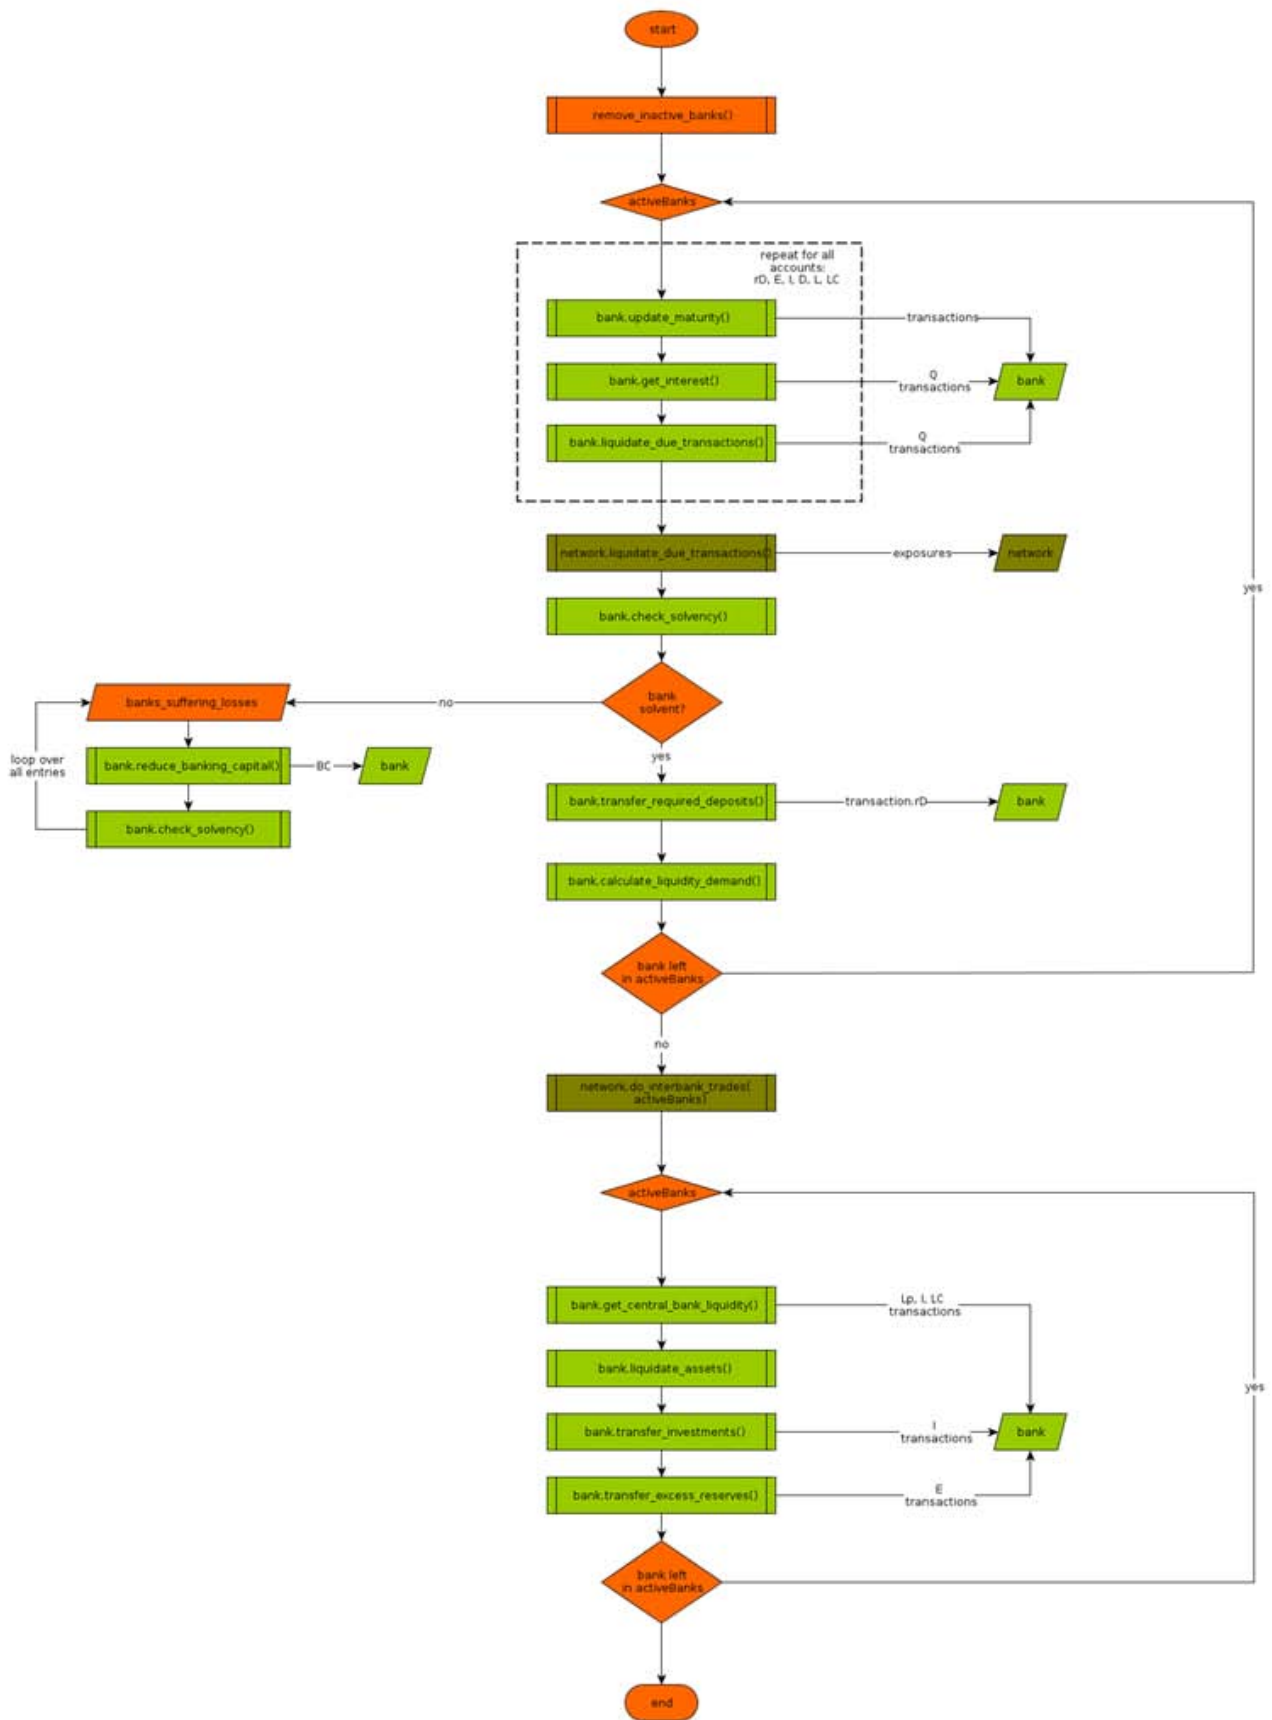 start
remove_inactive_banks()
activeBanks
repeat for all
accounts:
rD, E, I, D, L, LC
bank.update_maturity()
transactions
bank.get_interest()
Q
transactions
bank
bank.liquidate_due_transactions()
Q
transactions
network.liquidate_due_transactions()
exposures
network
yes
bank.check_solvency()
bank
solvent?
no
banks_suffering_losses
loop over
all entries
bank.reduce_banking_capital()
BC
bank
bank.check_solvency()
yes
bank.transfer_required_deposits()
transaction.rD
bank
bank.calculate_liquidity_demand()
bank left
in activeBanks
no
network.do_interbank_trades(
activeBanks)
activeBanks
bank.get_central_bank_liquidity()
Lp, I, LC
transactions
bank.liquidate_assets()
yes
bank.transfer_investments()
I
transactions
bank
bank.transfer_excess_reserves()
E
transactions
bank left
in activeBanks
end